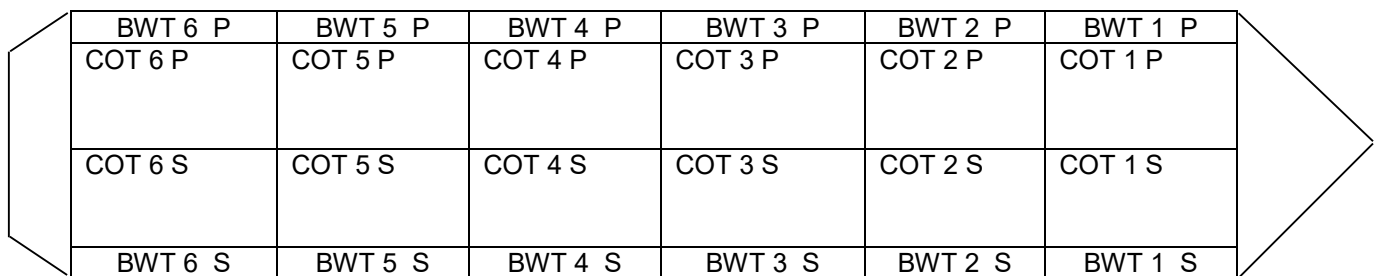 BWT 6 P BWT 5 P BWT 4 P BWT 3 P BWT 2 P BWT 1 P
COT 6 P COT 5 P COT 4 P COT 3 P COT 2 P COT 1 P
COT 6 S COT 5 S COT 4 S COT 3 S COT 2 S COT 1 S
BWT 6 S BWT 5 S BWT 4 S BWT 3 S BWT 2 S BWT 1 S